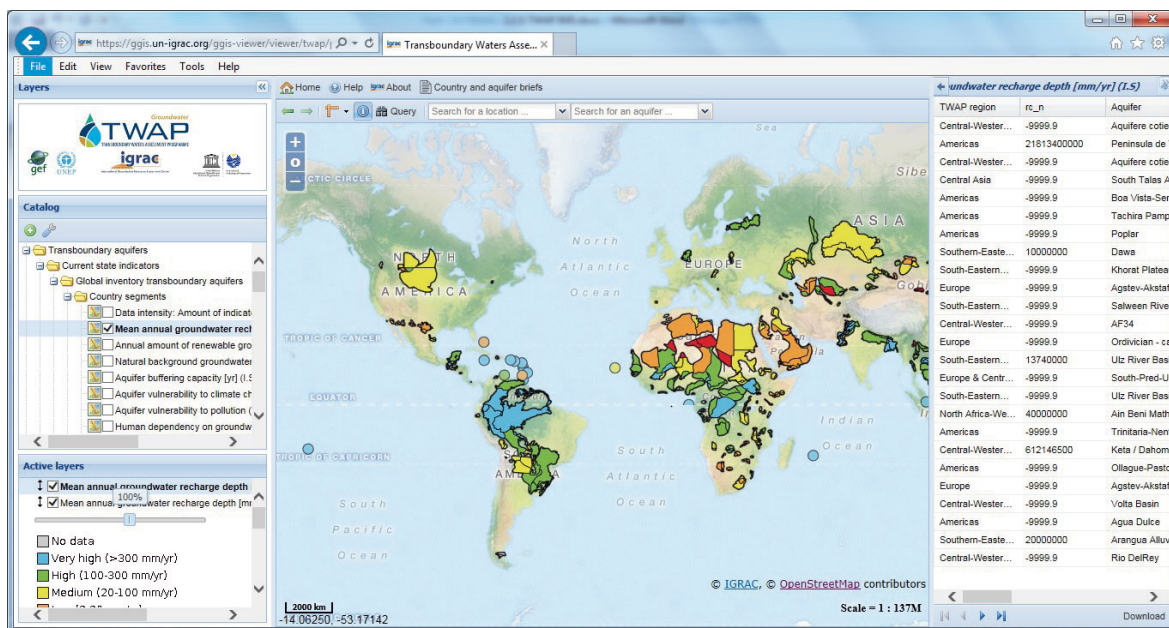 https://ggis.un-igrac.org/ggis-viewer/viewer/twap/
igrac Transboundary Waters Asse...
File Edit View Favorites Tools Help
Layers
Groundwater
TWAP
TRANSBOUNDARY WATERS ASSESSMENT PROGRAMME
gef
UNEP
igrac
Catalog
Transboundary aquifers
Current state indicators
Global inventory transboundary aquifers
Country segments
Data intensity: Amount of indicat
Mean annual groundwater rech
Annual amount of renewable gro
Natural background groundwater
Aquifer buffering capacity [yr] (I.S
Aquifer vulnerability to climate ch
Aquifer vulnerability to pollution (
Human dependency on groundw
Active layers
Mean annual groundwater recharge depth
100%
Mean annual groundwater recharge depth [mm
No data
Very high (>300 mm/yr)
High (100-300 mm/yr)
Medium (20-100 mm/yr)
Home Help igrac About Country and aquifer briefs
Query Search for a location ... Search for an aquifer ...
Sea
ARCTIC CIRCLE
Sibe
ASIA
NORTH
AMERICA
North
Atlantic
Ocean
EUROPE
Gobi
TROPIC OF CANCER
EQUATOR
Indian
Ocean
TROPIC OF CAPRICORN
South
Atlantic
Ocean
AMERICA
South
Pacific
Ocean
© IGRAC, © OpenStreetMap contributors
2000 km
Scale = 1 : 137M
-14.06250, -53.17142
undwater recharge depth [mm/yr] (I.S)
TWAP region rc_n Aquifer
Central-Wester... -9999.9 Aquifere cotie
Americas 21813400000 Peninsula de
Central-Wester... -9999.9 Aquifere cotie
Central Asia -9999.9 South Talas A
Americas -9999.9 Boa Vista-Ser
Americas -9999.9 Tachira Pamp
Americas -9999.9 Poplar
Southern-Easte... 10000000 Dawa
South-Eastern... -9999.9 Khorat Platea
Europe -9999.9 Agstev-Akstaf
South-Eastern... -9999.9 Salween Rive
Central-Wester... -9999.9 AF34
Europe -9999.9 Ordivician - ca
South-Eastern... 13740000 Ulz River Bas
Europe & Centr... -9999.9 South-Pred-U
South-Eastern... -9999.9 Ulz River Bas
North Africa-We... 40000000 Ain Beni Math
Americas -9999.9 Trinitaria-Nent
Central-Wester... 612146500 Keta / Dahom
Americas -9999.9 Ollague-Pasto
Europe -9999.9 Agstev-Akstaf
Central-Wester... -9999.9 Volta Basin
Americas -9999.9 Agua Dulce
Southern-Easte... 20000000 Arangua Alluv
Central-Wester... -9999.9 Rio DelRey
Download